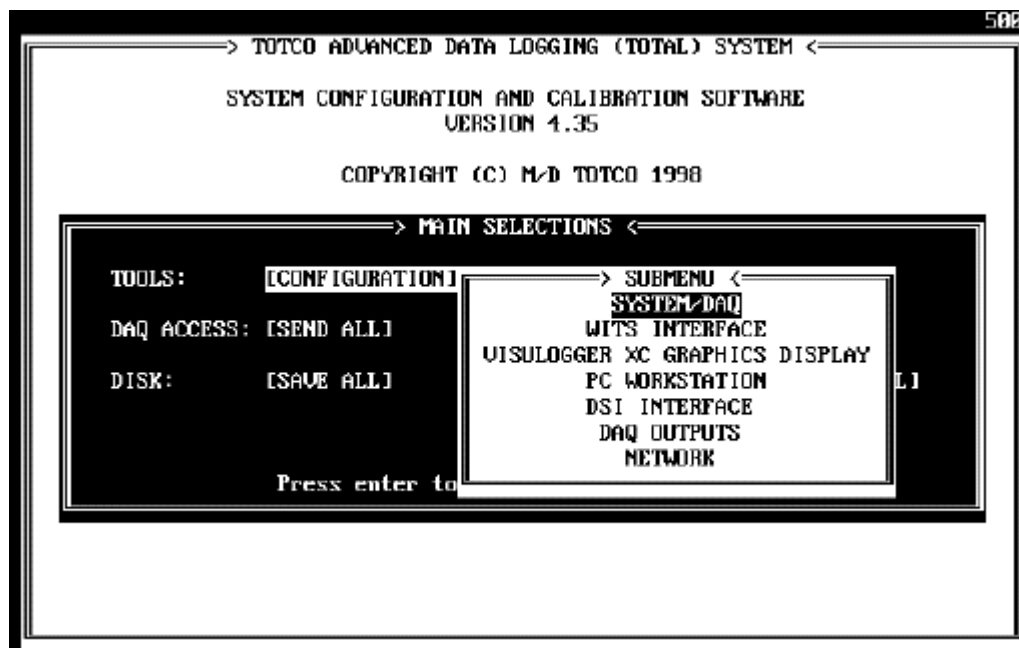 500
> TOTCO ADVANCED DATA LOGGING (TOTAL) SYSTEM <
SYSTEM CONFIGURATION AND CALIBRATION SOFTWARE
VERSION 4.35
COPYRIGHT (C) M/D TOTCO 1998
> MAIN SELECTIONS <
TOOLS: [CONFIGURATION]
> SUBMENU <
SYSTEM/DAQ
DAQ ACCESS: [SEND ALL]
WITS INTERFACE
VISULOGGER XC GRAPHICS DISPLAY
DISK: [SAVE ALL]
PC WORKSTATION
L]
DSI INTERFACE
DAQ OUTPUTS
NETWORK
Press enter to